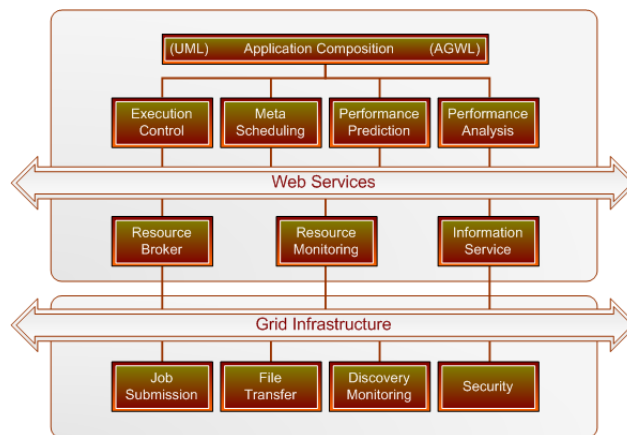 (UML) Application Composition (AGWL)
Execution Control
Meta Scheduling
Performance Prediction
Performance Analysis
Web Services
Resource Broker
Resource Monitoring
Information Service
Grid Infrastructure
Job Submission
File Transfer
Discovery Monitoring
Security